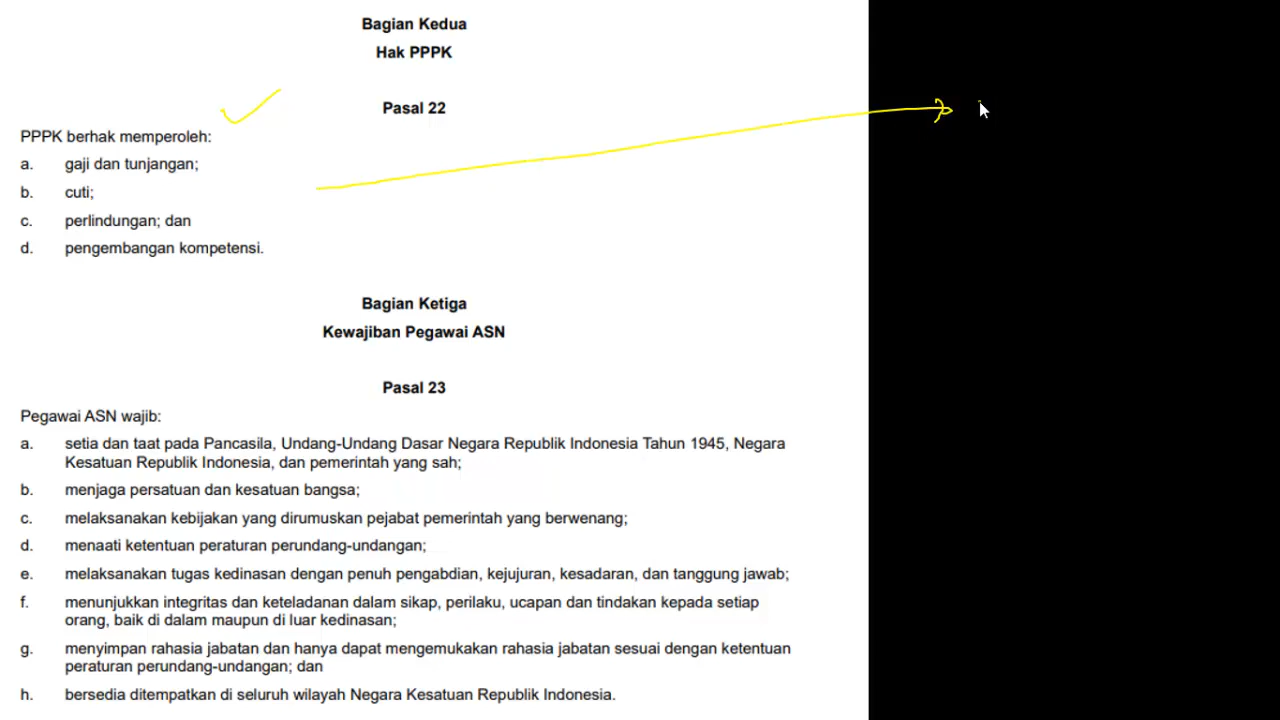 Bagian Kedua
Hak PPPK
Pasal 22
PPPK berhak memperoleh:
a. gaji dan tunjangan;
b. cuti;
c. perlindungan; dan
d. pengembangan kompetensi.
Bagian Ketiga
Kewajiban Pegawai ASN
Pasal 23
Pegawai ASN wajib:
a. setia dan taat pada Pancasila, Undang-Undang Dasar Negara Republik Indonesia Tahun 1945, Negara
Kesatuan Republik Indonesia, dan pemerintah yang sah;
b. menjaga persatuan dan kesatuan bangsa;
c. melaksanakan kebijakan yang dirumuskan pejabat pemerintah yang berwenang;
d. menaati ketentuan peraturan perundang-undangan;
e. melaksanakan tugas kedinasan dengan penuh pengabdian, kejujuran, kesadaran, dan tanggung jawab;
f. menunjukkan integritas dan keteladanan dalam sikap, perilaku, ucapan dan tindakan kepada setiap
orang, baik di dalam maupun di luar kedinasan;
g. menyimpan rahasia jabatan dan hanya dapat mengemukakan rahasia jabatan sesuai dengan ketentuan
peraturan perundang-undangan; dan
h. bersedia ditempatkan di seluruh wilayah Negara Kesatuan Republik Indonesia.